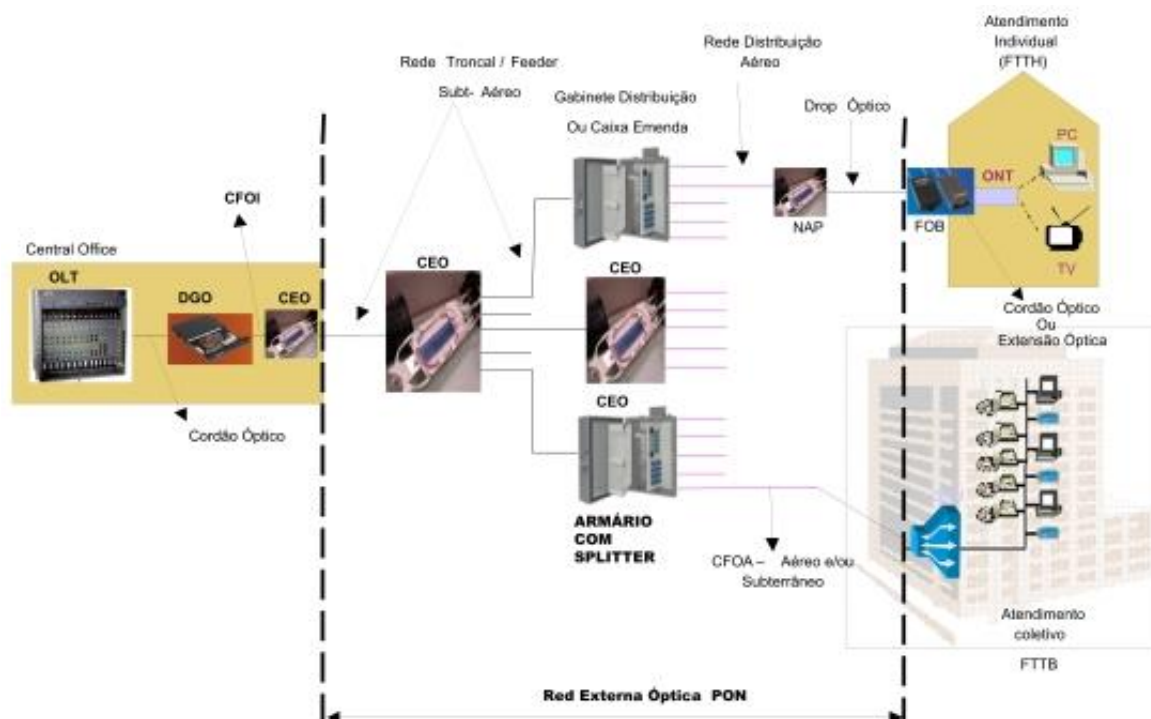 Atendimento
Individual
(FTTH)
Rede Distribuição
Aéreo
Rede Troncal / Feeder
Subt- Aéreo
Gabinete Distribuição
Ou Caixa Emenda
Drop Óptico
PC
CFOI
ONT
NAP
FOB
TV
Central Office
OLT
DGO
CEO
CEO
CEO
Cordão Óptico
Ou
Extensão Óptica
CEO
Cordão Óptico
ARMÁRIO
COM
SPLITTER
CFOA – Aéreo e/ou
Subterrâneo
Atendimento
coletivo
FTTB
Red Externa Óptica PON